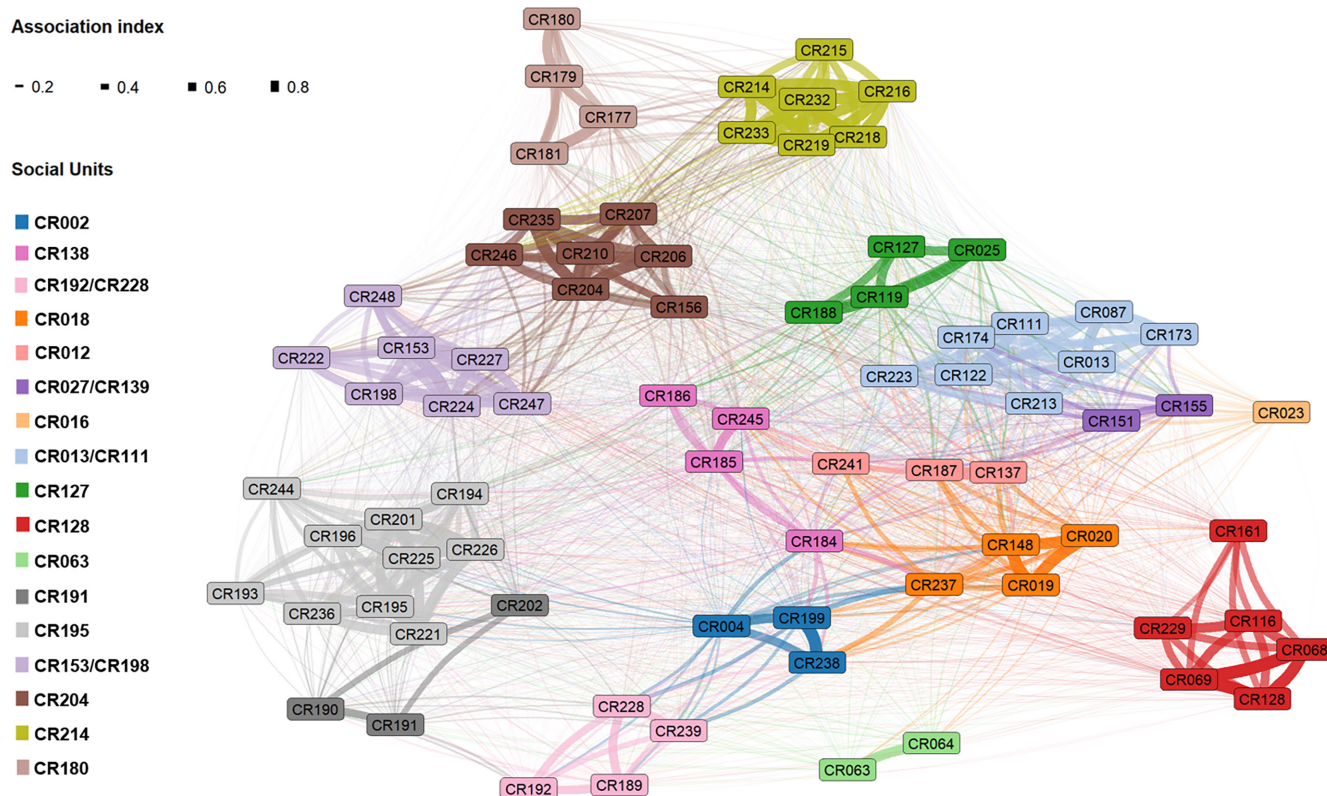 Association index
0.2 0.4 0.6 0.8
Social Units
CR002
CR138
CR192/CR228
CR018
CR012
CR027/CR139
CR016
CR013/CR111
CR127
CR128
CR063
CR191
CR195
CR153/CR198
CR204
CR214
CR180
CR180
CR179
CR177
CR181
CR215
CR214
CR232
CR216
CR233
CR219
CR218
CR235
CR207
CR246
CR210
CR206
CR204
CR156
CR127
CR025
CR119
CR188
CR248
CR222
CR153
CR227
CR198
CR224
CR247
CR087
CR111
CR174
CR173
CR013
CR122
CR223
CR213
CR155
CR151
CR023
CR186
CR245
CR185
CR184
CR241
CR187
CR137
CR148
CR020
CR237
CR019
CR244
CR194
CR201
CR196
CR225
CR226
CR193
CR236
CR195
CR221
CR202
CR190
CR191
CR004
CR199
CR238
CR161
CR229
CR116
CR068
CR069
CR128
CR228
CR239
CR192
CR189
CR064
CR063